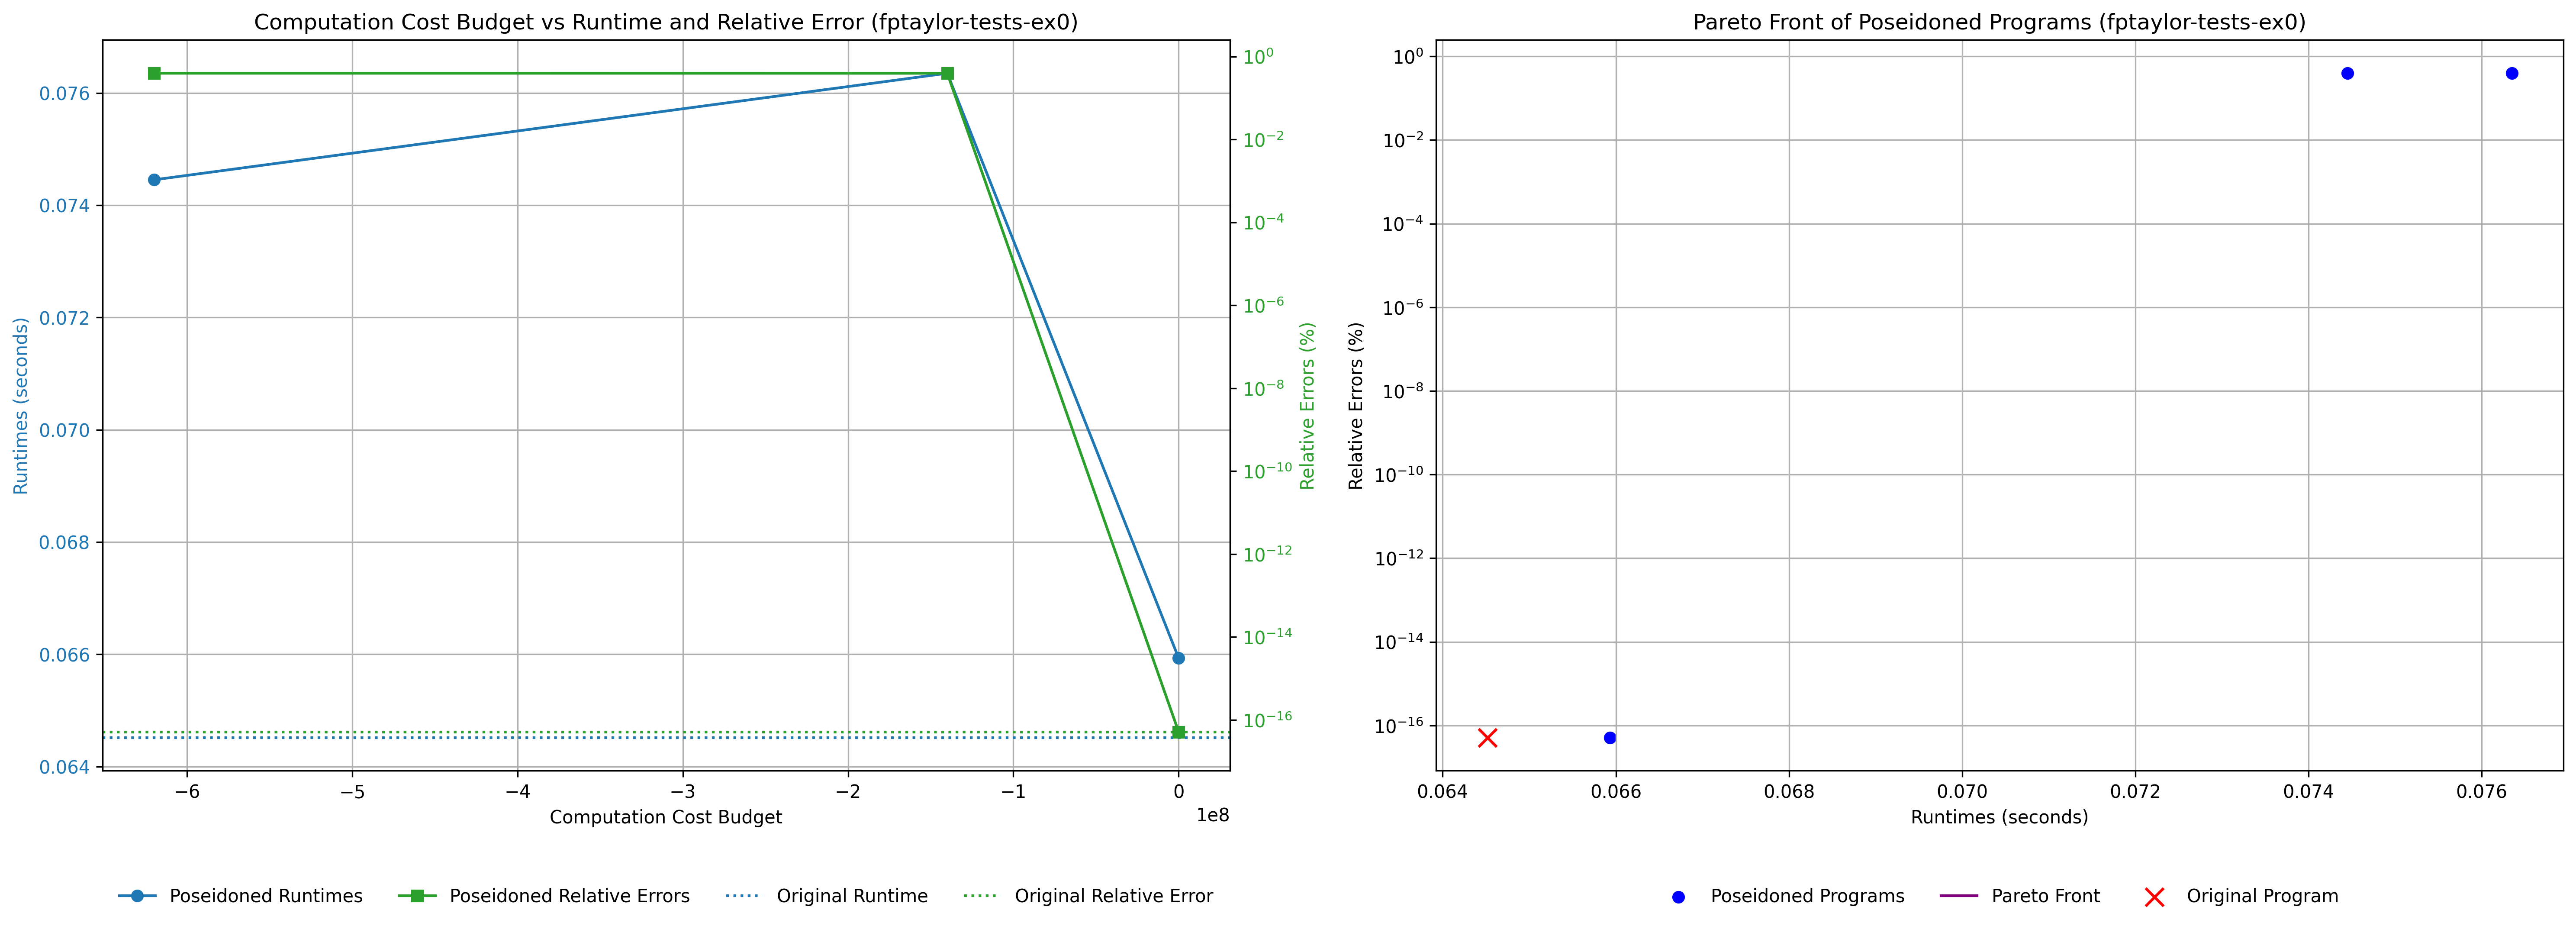 Computation Cost Budget vs Runtime and Relative Error (fptaylor-tests-ex0)
Runtimes (seconds)
0.076
0.074
0.072
0.070
0.068
0.066
0.064
10⁰
10⁻²
10⁻⁴
10⁻⁶
10⁻⁸
10⁻¹⁰
10⁻¹²
10⁻¹⁴
10⁻¹⁶
Relative Errors (%)
−6 −5 −4 −3 −2 −1 0
1e8
Computation Cost Budget
Poseidoned Runtimes Poseidoned Relative Errors Original Runtime Original Relative Error
Pareto Front of Poseidoned Programs (fptaylor-tests-ex0)
Relative Errors (%)
10⁰
10⁻²
10⁻⁴
10⁻⁶
10⁻⁸
10⁻¹⁰
10⁻¹²
10⁻¹⁴
10⁻¹⁶
0.064 0.066 0.068 0.070 0.072 0.074 0.076
Runtimes (seconds)
Poseidoned Programs Pareto Front Original Program